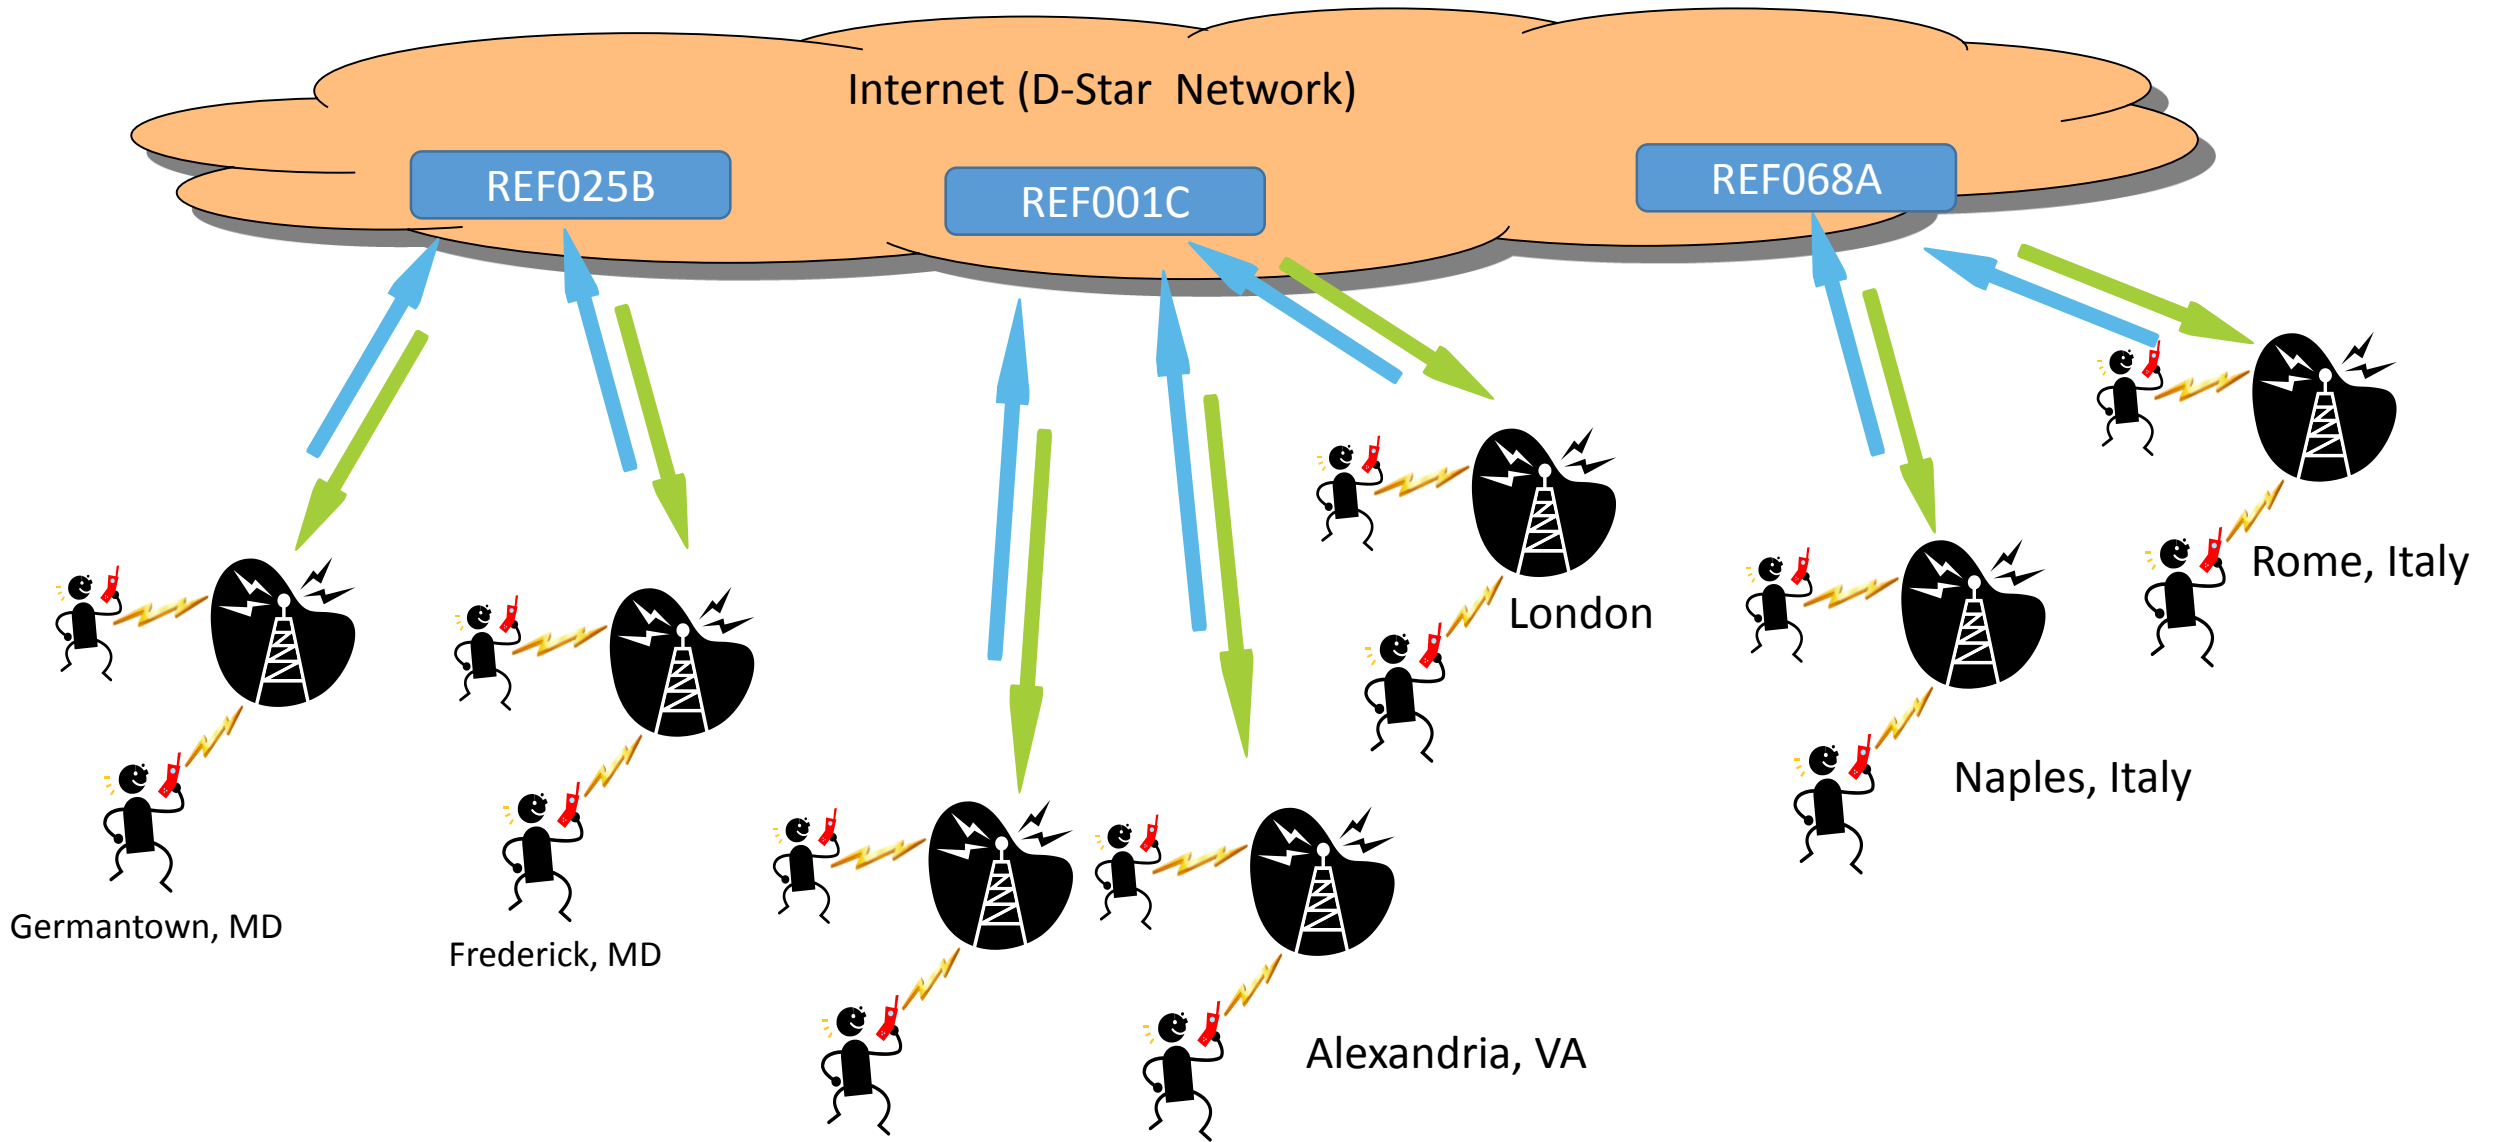 Internet (D-Star  Network)
REF025B
REF001C
REF068A
Rome, Italy
London
Naples, Italy
Germantown, MD
Frederick, MD
Alexandria, VA